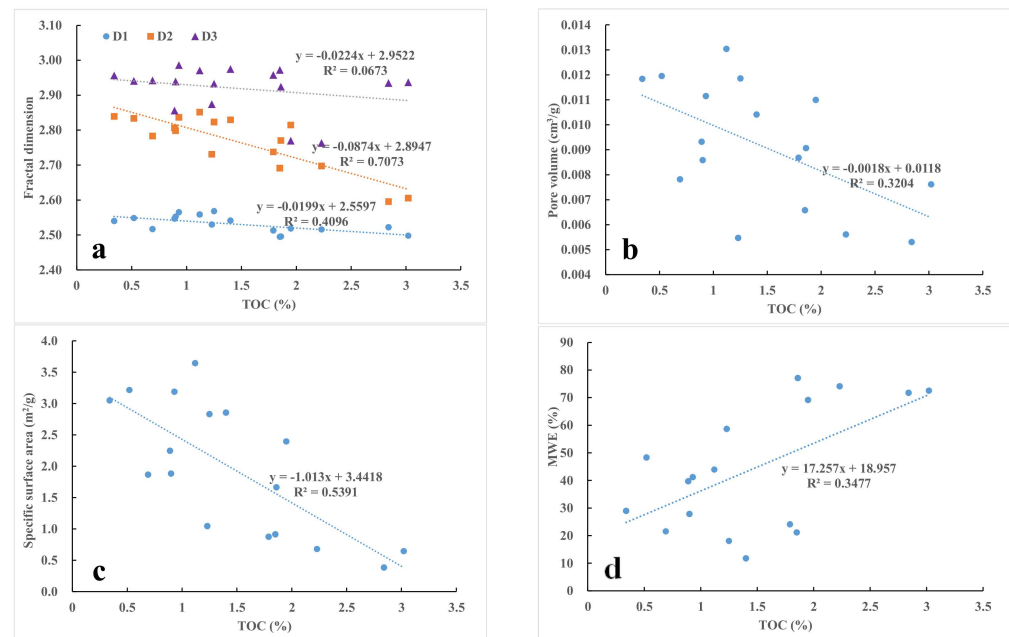 3.10
3.00
2.90
2.80
2.70
2.60
2.50
2.40
Fractal dimension
D1 D2 D3
y = -0.0224x + 2.9522
R² = 0.0673
y = -0.0874x + 2.8947
R² = 0.7073
y = -0.0199x + 2.5597
R² = 0.4096
a
0 0.5 1 1.5 2 2.5 3 3.5
TOC (%)
0.014
0.013
0.012
0.011
0.010
0.009
0.008
0.007
0.006
0.005
0.004
Pore volume (cm³/g)
y = -0.0018x + 0.0118
R² = 0.3204
b
0 0.5 1 1.5 2 2.5 3 3.5
TOC (%)
4.0
3.5
3.0
2.5
2.0
1.5
1.0
0.5
0.0
Specific surface area (m²/g)
y = -1.013x + 3.4418
R² = 0.5391
c
0 0.5 1 1.5 2 2.5 3 3.5
TOC (%)
90
80
70
60
50
40
30
20
10
0
MWE (%)
y = 17.257x + 18.957
R² = 0.3477
d
0 0.5 1 1.5 2 2.5 3 3.5
TOC (%)